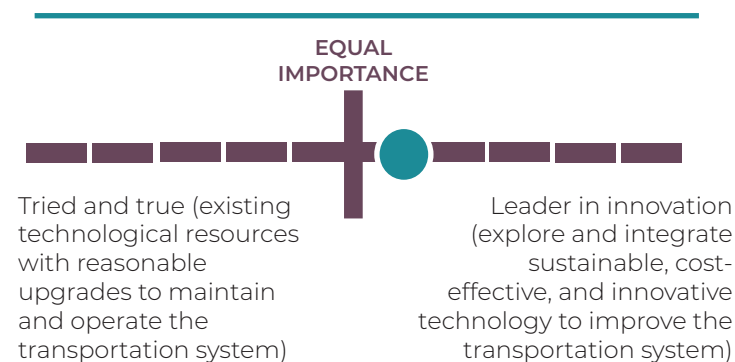 EQUAL
IMPORTANCE
Tried and true (existing
technological resources
with reasonable
upgrades to maintain
and operate the
transportation system)
Leader in innovation
(explore and integrate
sustainable, cost-
effective, and innovative
technology to improve the
transportation system)